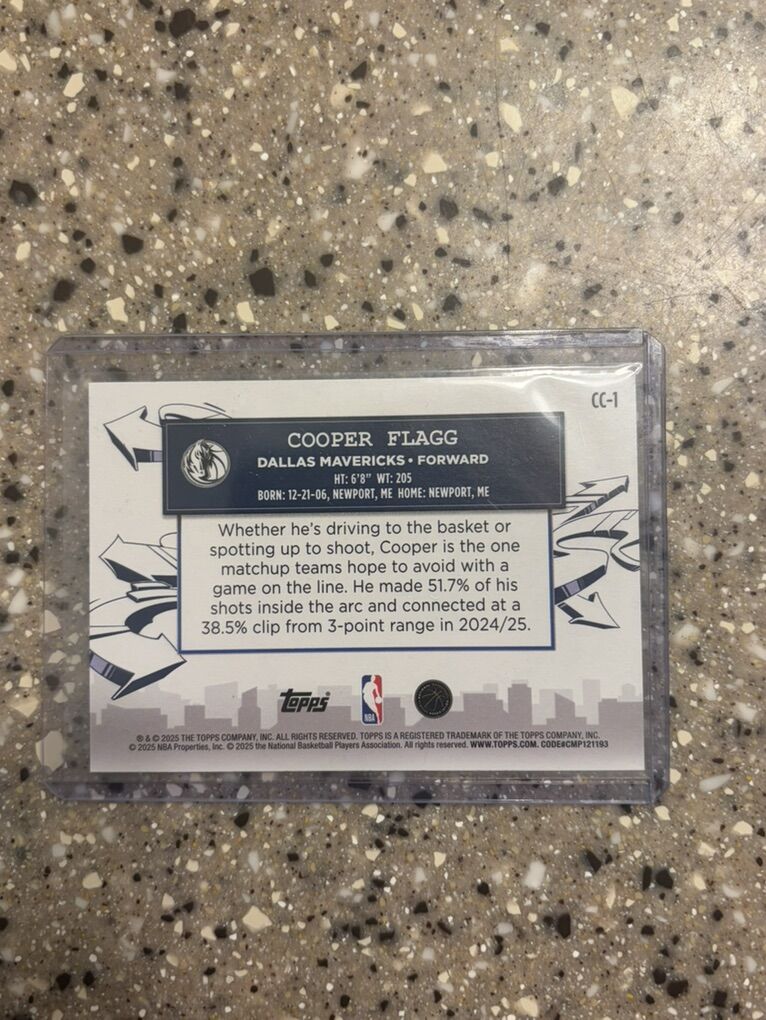 CC-1
COOPER FLAGG
DALLAS MAVERICKS • FORWARD
HT: 6'8" WT: 205
BORN: 12-21-06, NEWPORT, ME HOME: NEWPORT, ME
Whether he's driving to the basket or
spotting up to shoot, Cooper is the one
matchup teams hope to avoid with a
game on the line. He made 51.7% of his
shots inside the arc and connected at a
38.5% clip from 3-point range in 2024/25.
topps
NBA
® & © 2025 THE TOPPS COMPANY, INC. ALL RIGHTS RESERVED. TOPPS IS A REGISTERED TRADEMARK OF THE TOPPS COMPANY, INC.
© 2025 NBA Properties, Inc. © 2025 the National Basketball Players Association. All rights reserved. WWW.TOPPS.COM. CODE#CMP121193